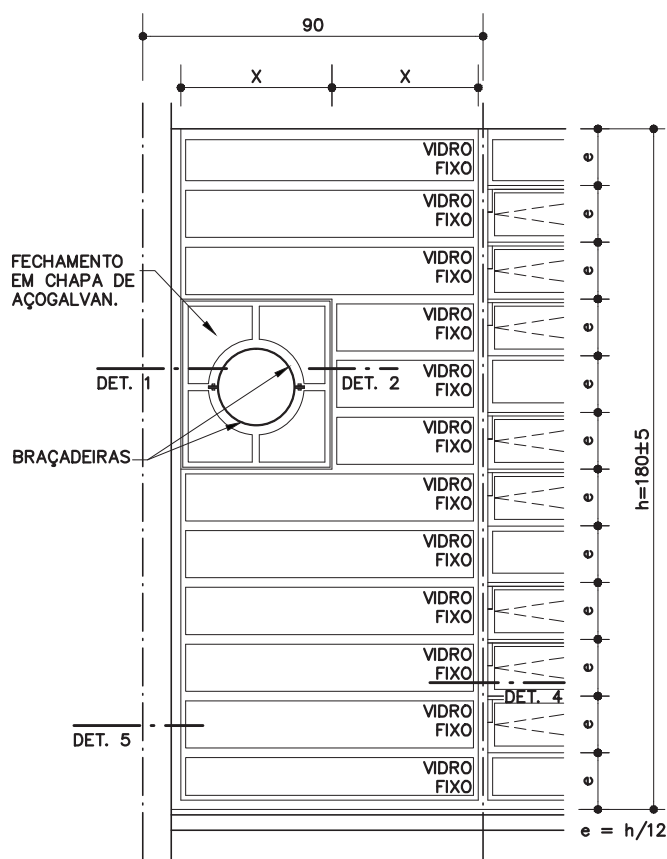 90
X
X
VIDRO
FIXO
e
VIDRO
FIXO
e
VIDRO
FIXO
e
FECHAMENTO
EM CHAPA DE
AÇOGALVAN.
VIDRO
FIXO
e
DET. 1
DET. 2
VIDRO
FIXO
e
BRAÇADEIRAS
VIDRO
FIXO
e
h=180±5
VIDRO
FIXO
e
VIDRO
FIXO
e
VIDRO
FIXO
e
VIDRO
FIXO
e
DET. 4
DET. 5
VIDRO
FIXO
e
VIDRO
FIXO
e
e = h/12